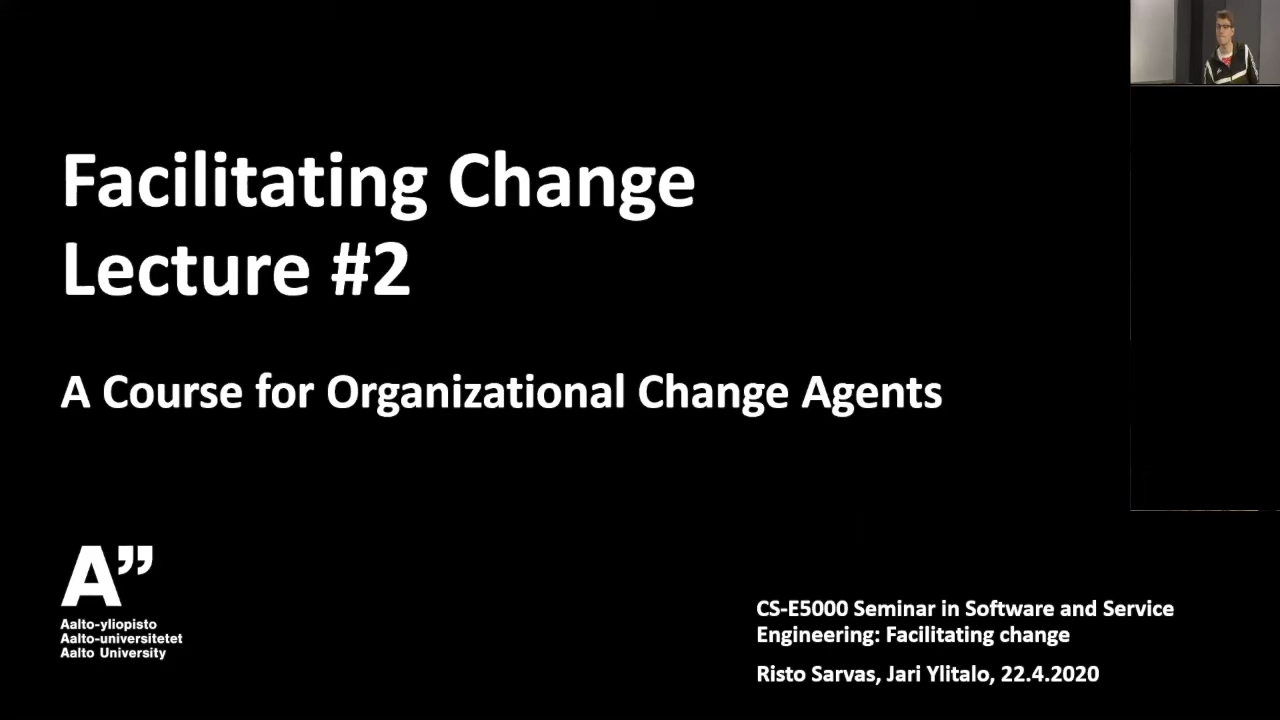 Facilitating Change
Lecture #2
A Course for Organizational Change Agents
A”
Aalto-yliopisto
Aalto-universitetet
Aalto University
CS-E5000 Seminar in Software and Service
Engineering: Facilitating change
Risto Sarvas, Jari Ylitalo, 22.4.2020